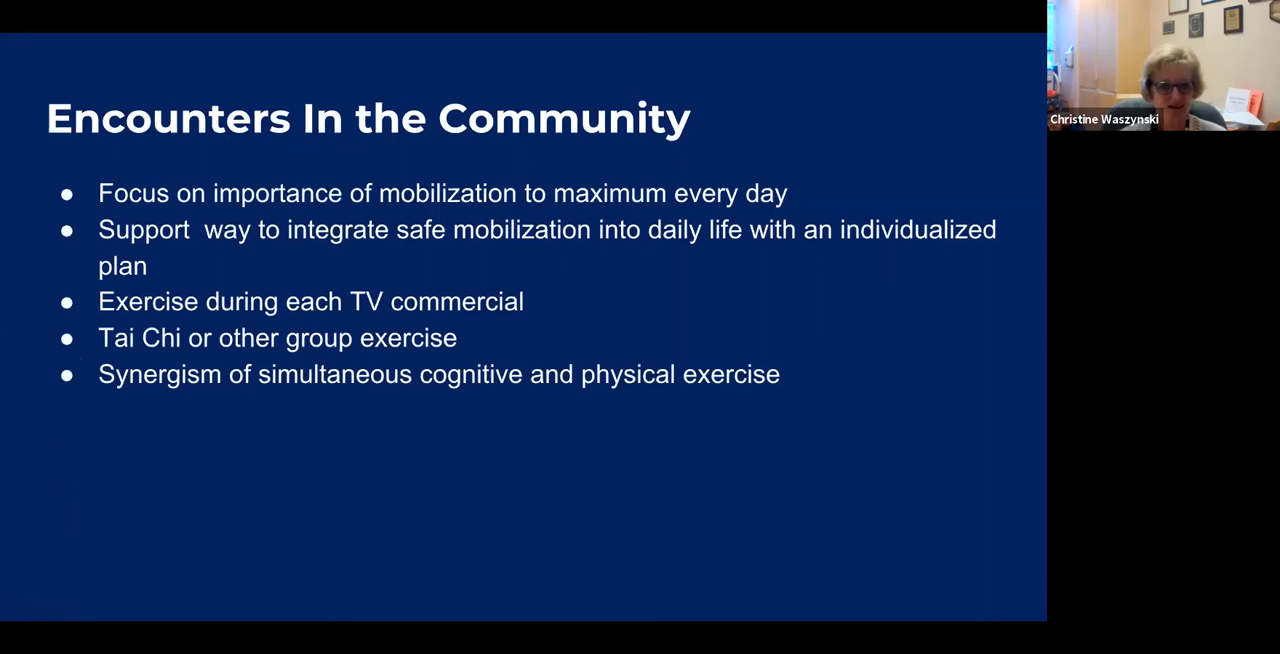 Encounters In the Community
● Focus on importance of mobilization to maximum every day
● Support  way to integrate safe mobilization into daily life with an individualized
plan
● Exercise during each TV commercial
● Tai Chi or other group exercise
● Synergism of simultaneous cognitive and physical exercise
Christine Waszynski